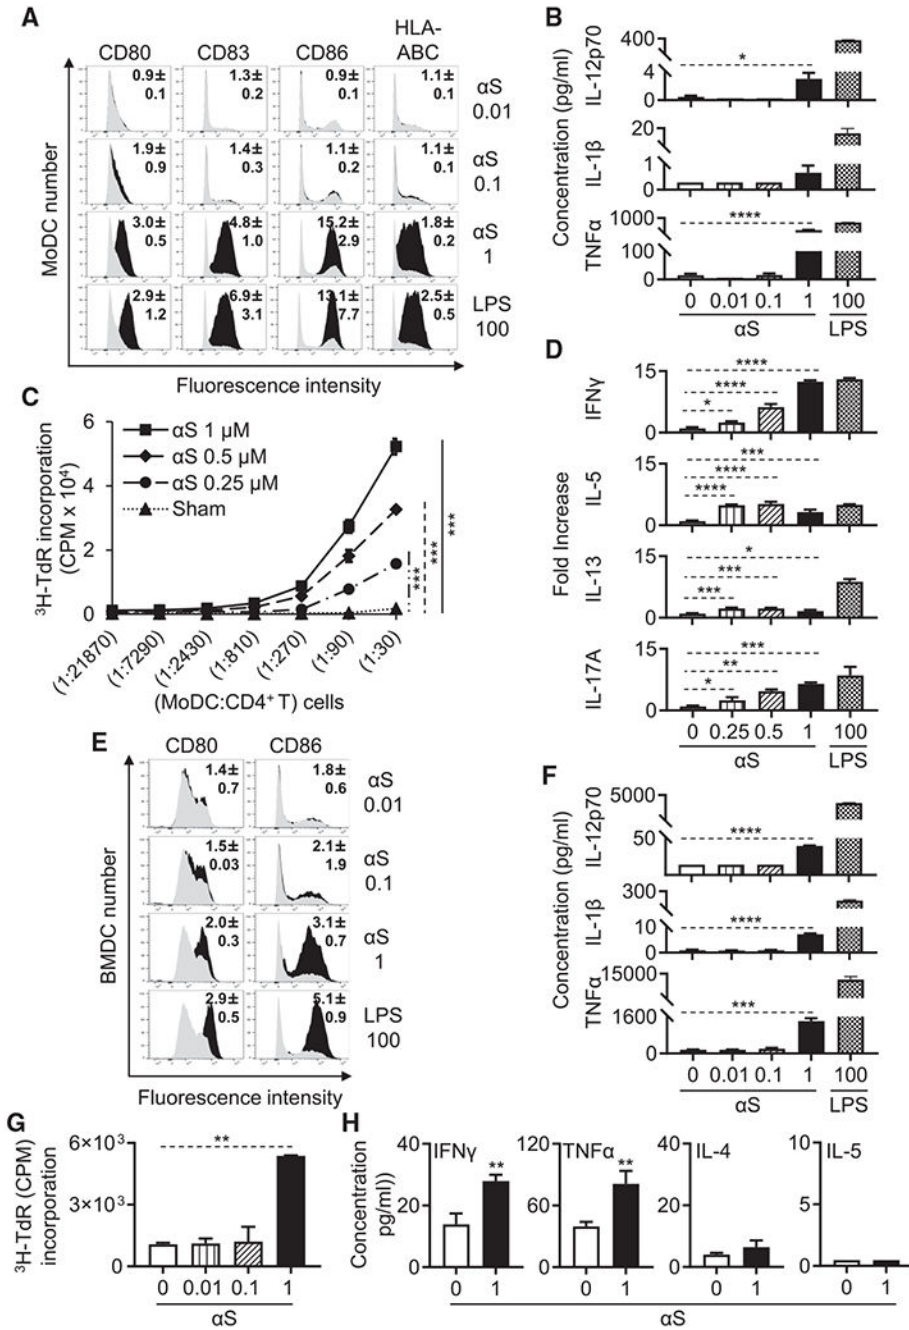 A
CD80 CD83 CD86 HLA-
ABC
0.9± 1.3± 0.9± 1.1± αS
0.1 0.2 0.1 0.1 0.01
1.9± 1.4± 1.1± 1.1± αS
0.9 0.3 0.2 0.1 0.1
3.0± 4.8± 15.2± 1.8± αS
0.5 1.0 2.9 0.2 1
2.9± 6.9± 13.1± 2.5± LPS
1.2 3.1 7.7 0.5 100
MoDC number
Fluorescence intensity
B
Concentration (pg/ml)
IL-12p70
400
4
0
*
IL-1β
20
1
0
TNFα
1000
100
0
****
0 0.01 0.1 1 100
αS LPS
C
³H-TdR incorporation
(CPM x 10⁴)
6
4
2
0
αS 1 µM
αS 0.5 µM
αS 0.25 µM
Sham
***
***
***
(1:21870) (1:7290) (1:2430) (1:810) (1:270) (1:90) (1:30)
(MoDC:CD4⁺ T) cells
D
Fold Increase
IFNγ
15
0
****
****
*
IL-5
15
0
***
****
****
IL-13
15
0
*
***
***
IL-17A
15
0
***
**
*
0 0.25 0.5 1 100
αS LPS
E
CD80 CD86
1.4± 1.8± αS
0.7 0.6 0.01
1.5± 2.1± αS
0.03 1.9 0.1
2.0± 3.1± αS
0.3 0.7 1
2.9± 5.1± LPS
0.5 0.9 100
BMDC number
Fluorescence intensity
F
Concentration (pg/ml)
IL-12p70
5000
50
0
****
IL-1β
300
10
0
****
TNFα
15000
1600
0
***
0 0.01 0.1 1 100
αS LPS
G
³H-TdR (CPM)
incorporation
6×10³
3×10³
0
**
0 0.01 0.1 1
αS
H
Concentration
pg/ml))
IFNγ
40
20
0
**
0 1
TNFα
120
60
0
**
0 1
IL-4
40
20
0
0 1
IL-5
10
5
0
0 1
αS